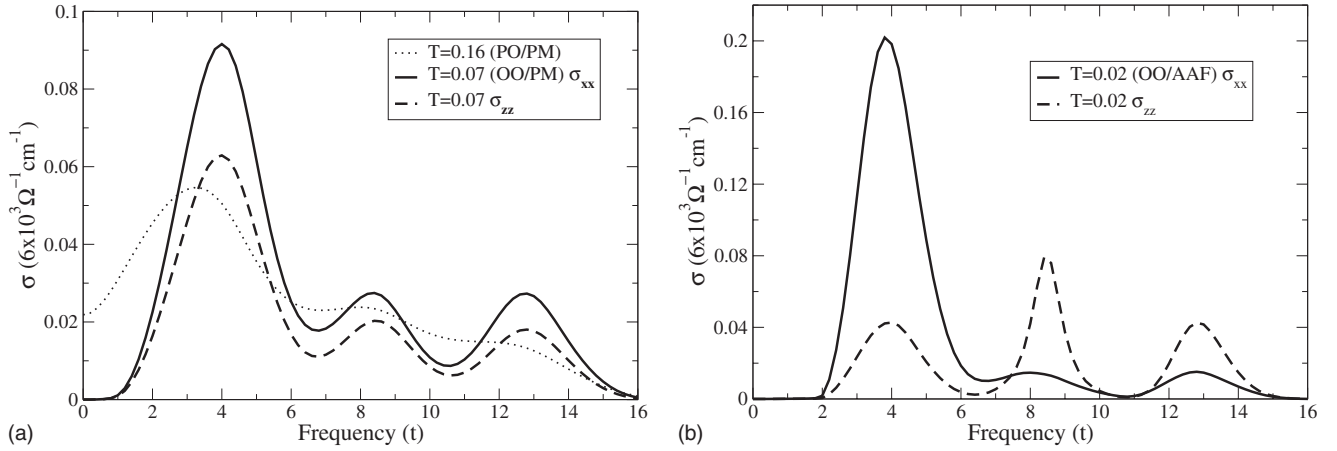 0.1
0.08
0.06
0.04
0.02
0
σ (6x10³Ω⁻¹cm⁻¹)
T=0.16 (PO/PM)
T=0.07 (OO/PM) σxx
T=0.07 σzz
0 2 4 6 8 10 12 14 16
Frequency (t)
(a)
0.2
0.16
0.12
0.08
0.04
0
σ (6x10³Ω⁻¹cm⁻¹)
T=0.02 (OO/AAF) σxx
T=0.02 σzz
0 2 4 6 8 10 12 14 16
Frequency (t)
(b)